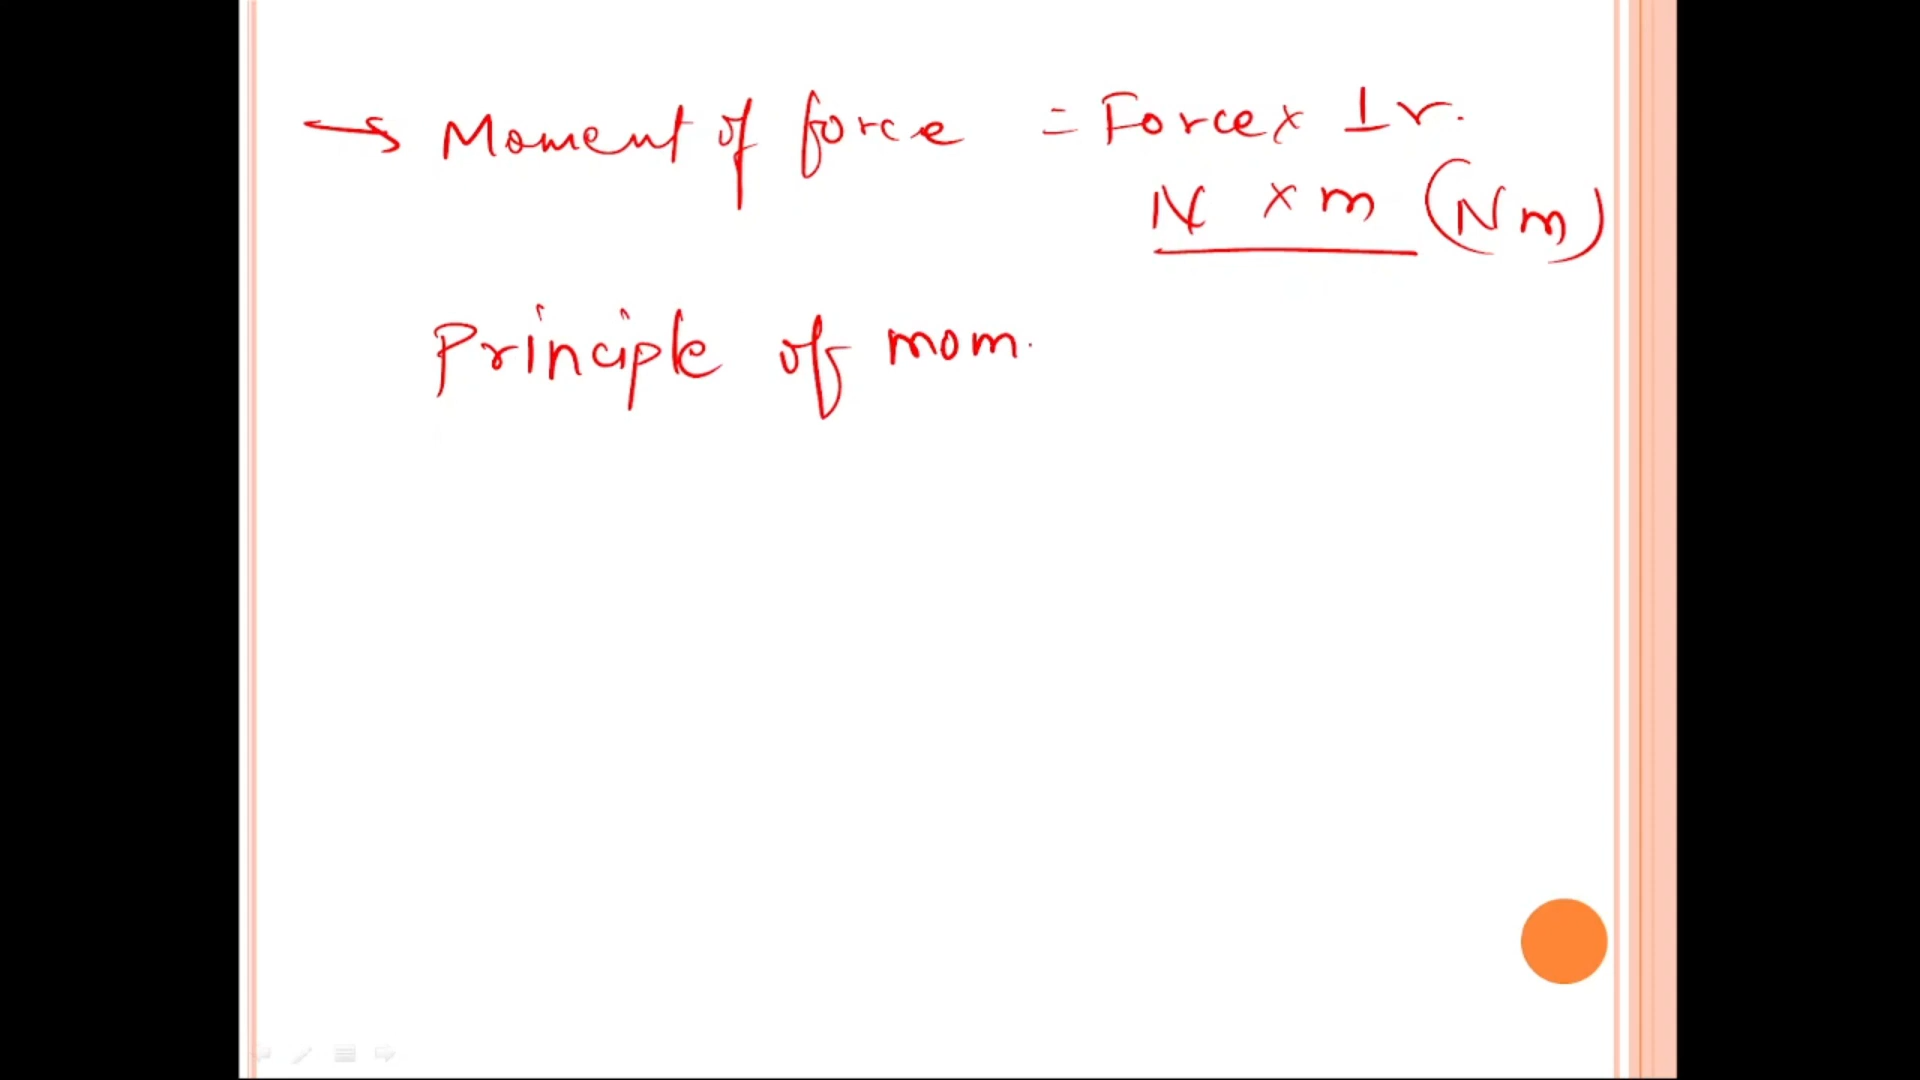 → Moment of force = Force x ⊥r.
N x m (Nm)
Principle of mom.